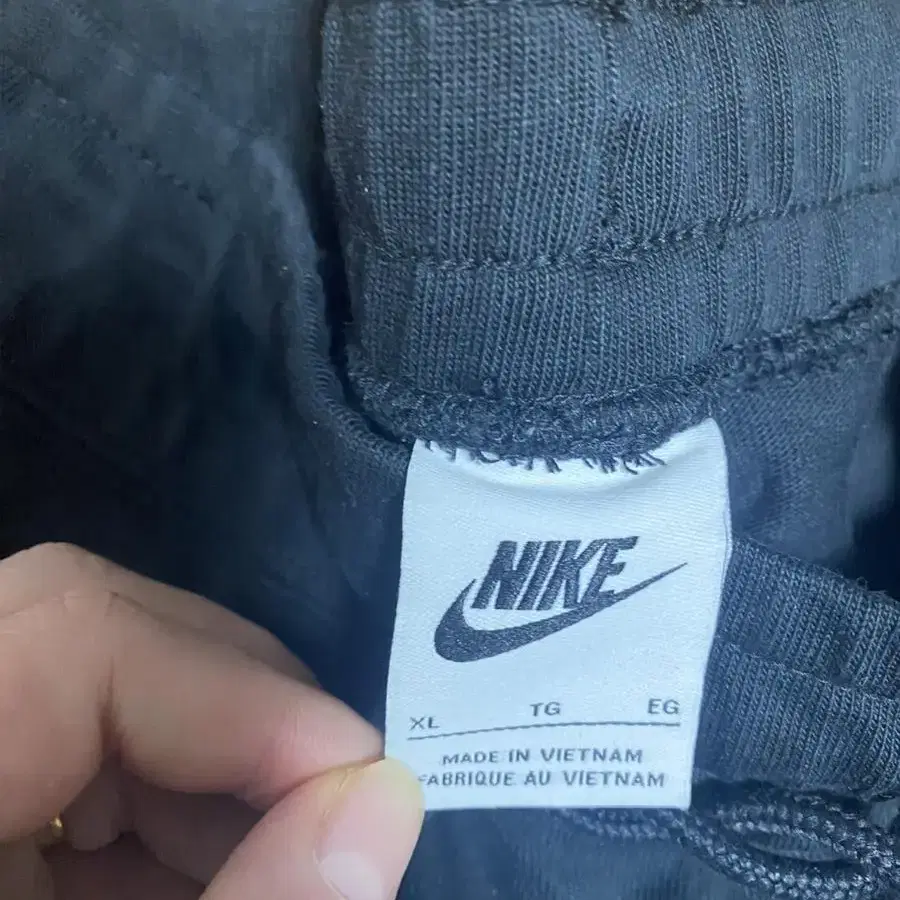 NIKE
XL TG EG
MADE IN VIETNAM
FABRIQUE AU VIETNAM